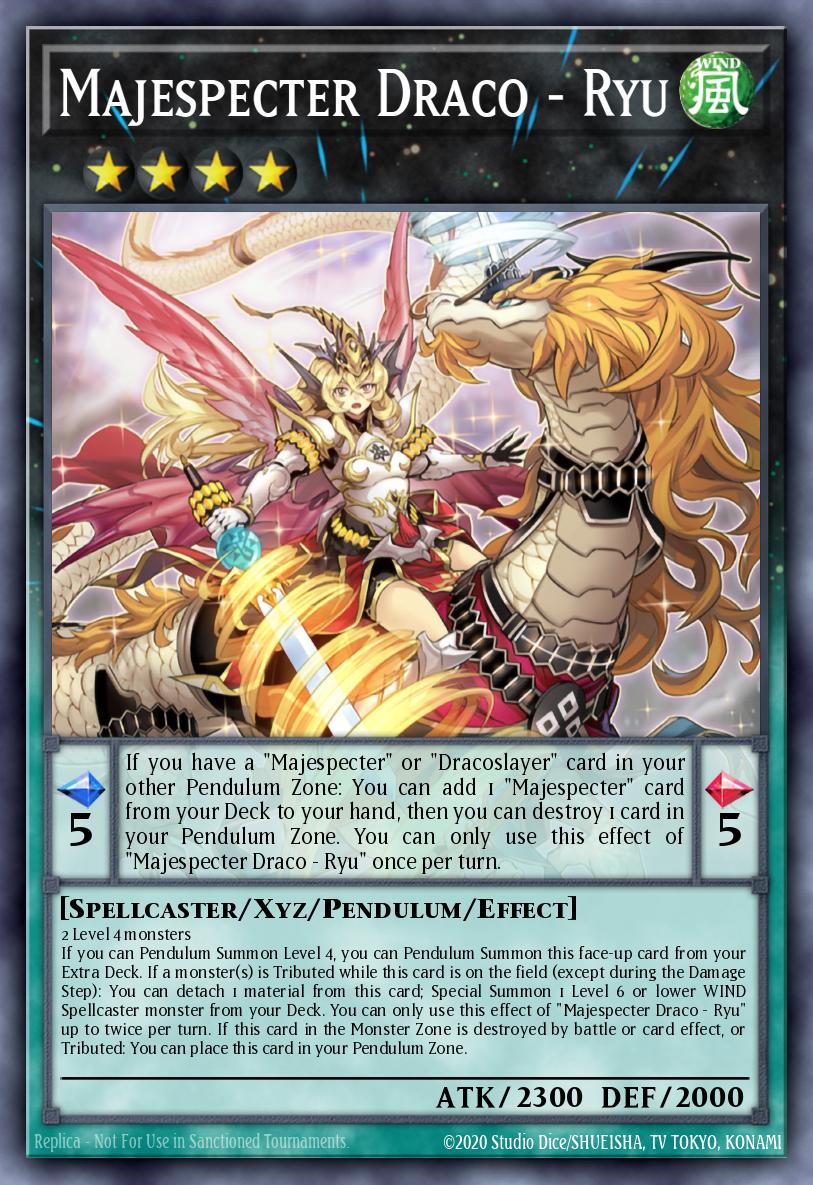 Majespecter Draco - Ryu
WIND
風
If you have a "Majespecter" or "Dracoslayer" card in your
other Pendulum Zone: You can add 1 "Majespecter" card
from your Deck to your hand, then you can destroy 1 card in
your Pendulum Zone. You can only use this effect of
"Majespecter Draco - Ryu" once per turn.
5
5
[Spellcaster/Xyz/Pendulum/Effect]
2 Level 4 monsters
If you can Pendulum Summon Level 4, you can Pendulum Summon this face-up card from your
Extra Deck. If a monster(s) is Tributed while this card is on the field (except during the Damage
Step): You can detach 1 material from this card; Special Summon 1 Level 6 or lower WIND
Spellcaster monster from your Deck. You can only use this effect of "Majespecter Draco - Ryu"
up to twice per turn. If this card in the Monster Zone is destroyed by battle or card effect, or
Tributed: You can place this card in your Pendulum Zone.
ATK/2300 DEF/2000
Replica - Not For Use in Sanctioned Tournaments.
©2020 Studio Dice/SHUEISHA, TV TOKYO, KONAMI